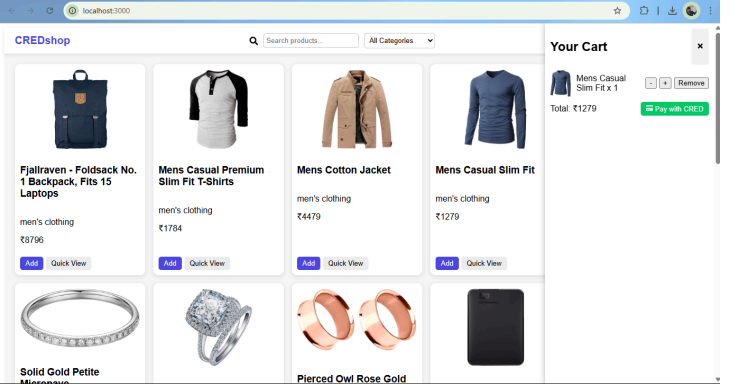 localhost:3000
CREDshop
Search products...
All Categories
Your Cart
×
Mens Casual
Slim Fit x 1
-
+
Remove
Total: ₹1279
Pay with CRED
Fjallraven - Foldsack No.
1 Backpack, Fits 15
Laptops
men's clothing
₹8796
Add
Quick View
Mens Casual Premium
Slim Fit T-Shirts
men's clothing
₹1784
Add
Quick View
Mens Cotton Jacket
men's clothing
₹4479
Add
Quick View
Mens Casual Slim Fit
men's clothing
₹1279
Add
Quick View
Solid Gold Petite
Micropave
Pierced Owl Rose Gold